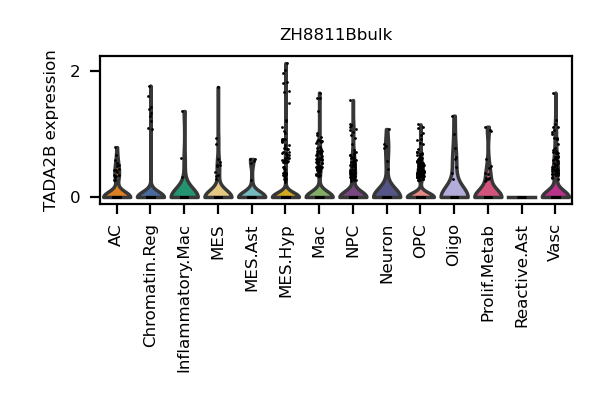 ZH8811Bbulk
TADA2B expression
2
0
AC
Chromatin.Reg
Inflammatory.Mac
MES
MES.Ast
MES.Hyp
Mac
NPC
Neuron
OPC
Oligo
Prolif.Metab
Reactive.Ast
Vasc